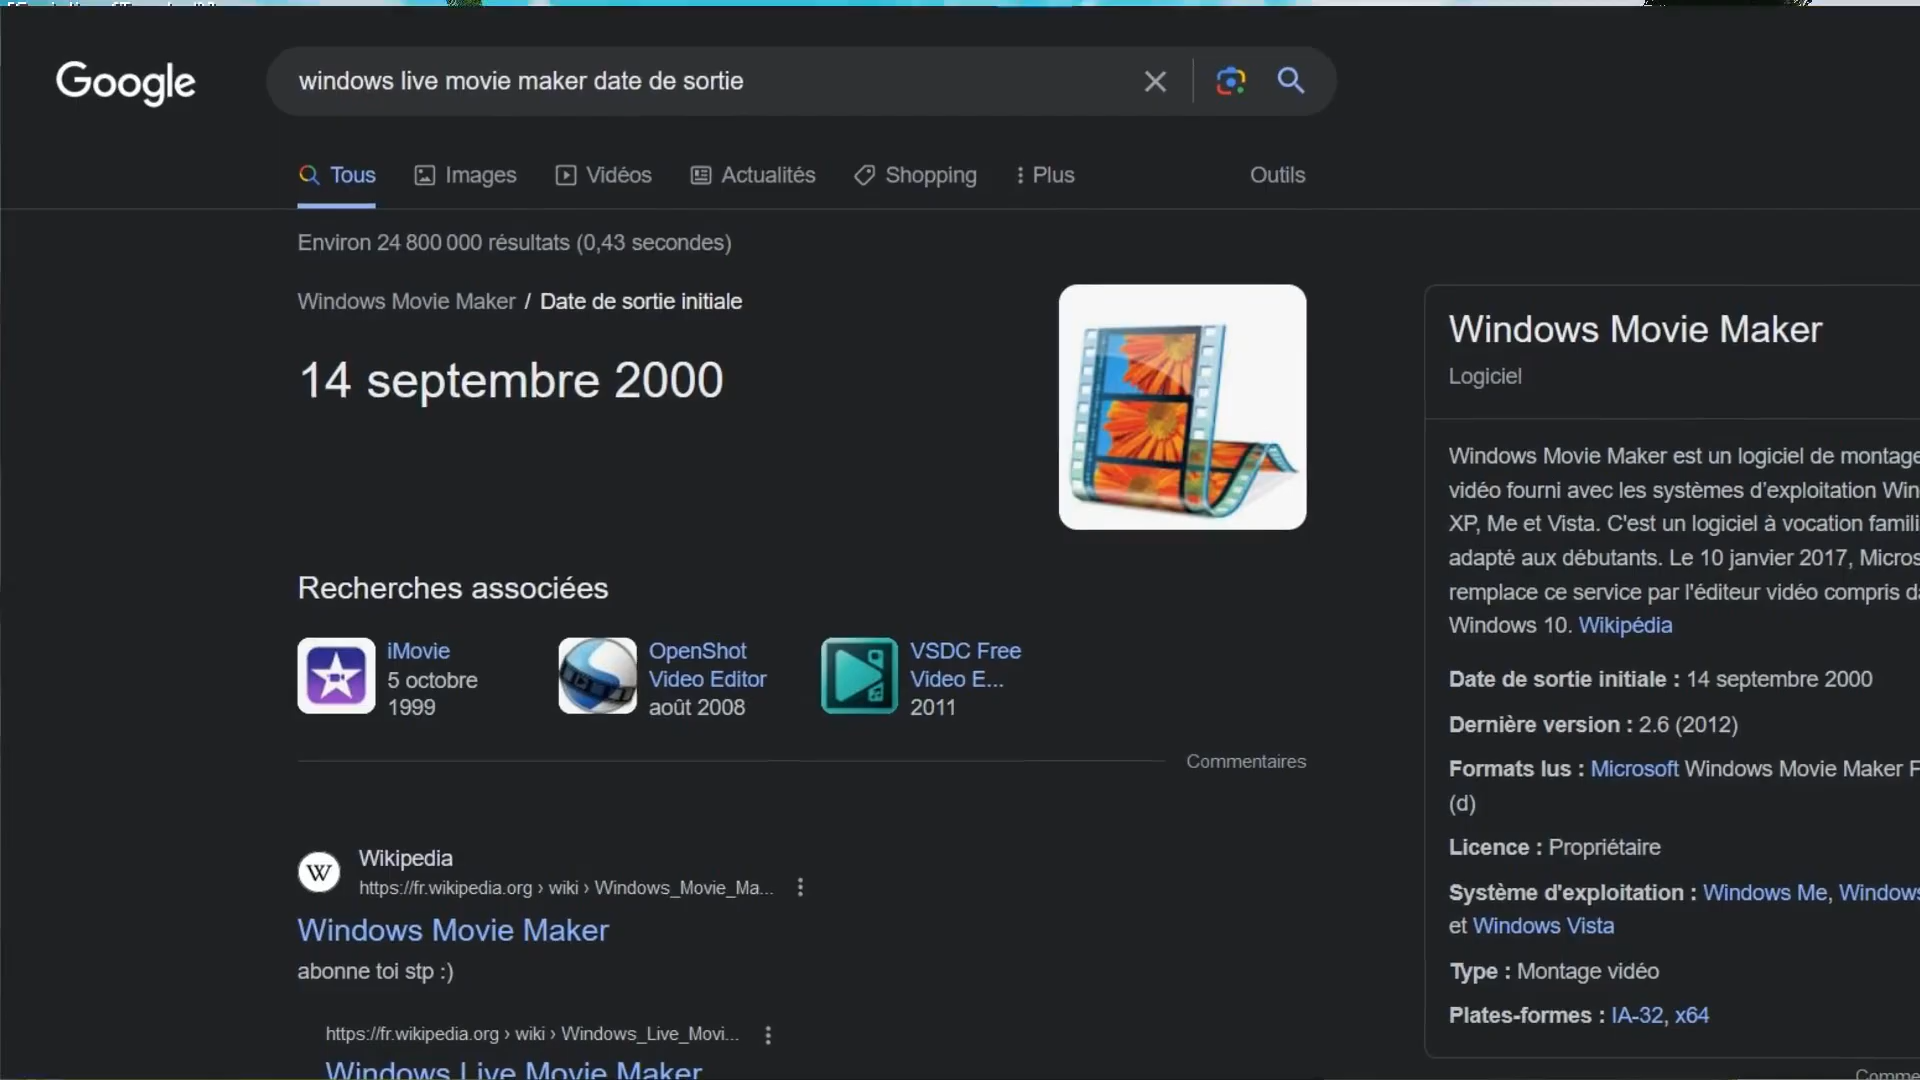 Google
windows live movie maker date de sortie
Tous
Images
Vidéos
Actualités
Shopping
Plus
Outils
Environ 24 800 000 résultats (0,43 secondes)
Windows Movie Maker / Date de sortie initiale
14 septembre 2000
Recherches associées
iMovie
5 octobre
1999
OpenShot
Video Editor
août 2008
VSDC Free
Video E...
2011
Commentaires
W
Wikipedia
https://fr.wikipedia.org › wiki › Windows_Movie_Ma...
Windows Movie Maker
abonne toi stp :)
https://fr.wikipedia.org › wiki › Windows_Live_Movi...
Windows Live Movie Maker
Windows Movie Maker
Logiciel
Windows Movie Maker est un logiciel de montage
vidéo fourni avec les systèmes d'exploitation Win
XP, Me et Vista. C'est un logiciel à vocation famili
adapté aux débutants. Le 10 janvier 2017, Micros
remplace ce service par l'éditeur vidéo compris da
Windows 10. Wikipédia
Date de sortie initiale : 14 septembre 2000
Dernière version : 2.6 (2012)
Formats lus : Microsoft Windows Movie Maker F
(d)
Licence : Propriétaire
Système d'exploitation : Windows Me, Windows
et Windows Vista
Type : Montage vidéo
Plates-formes : IA-32, x64
Comme